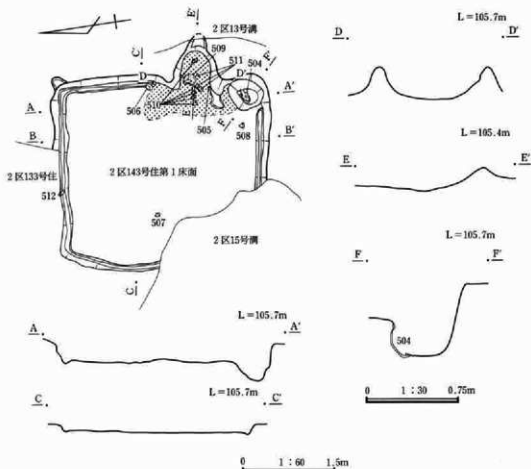 E′
2区13号溝
C′
509
F′
D
511
504
D′
A
A′
510
506
505
F
E
508
B
B′
2区133号住
2区143号住第1床面
512
507
2区15号溝
C
L=105.7m
A
A′
L=105.7m
C
C′
0 1:60 1.5m
L=105.7m
D
D′
L=105.4m
E
E′
L=105.7m
F
F′
504
0 1:30 0.75m